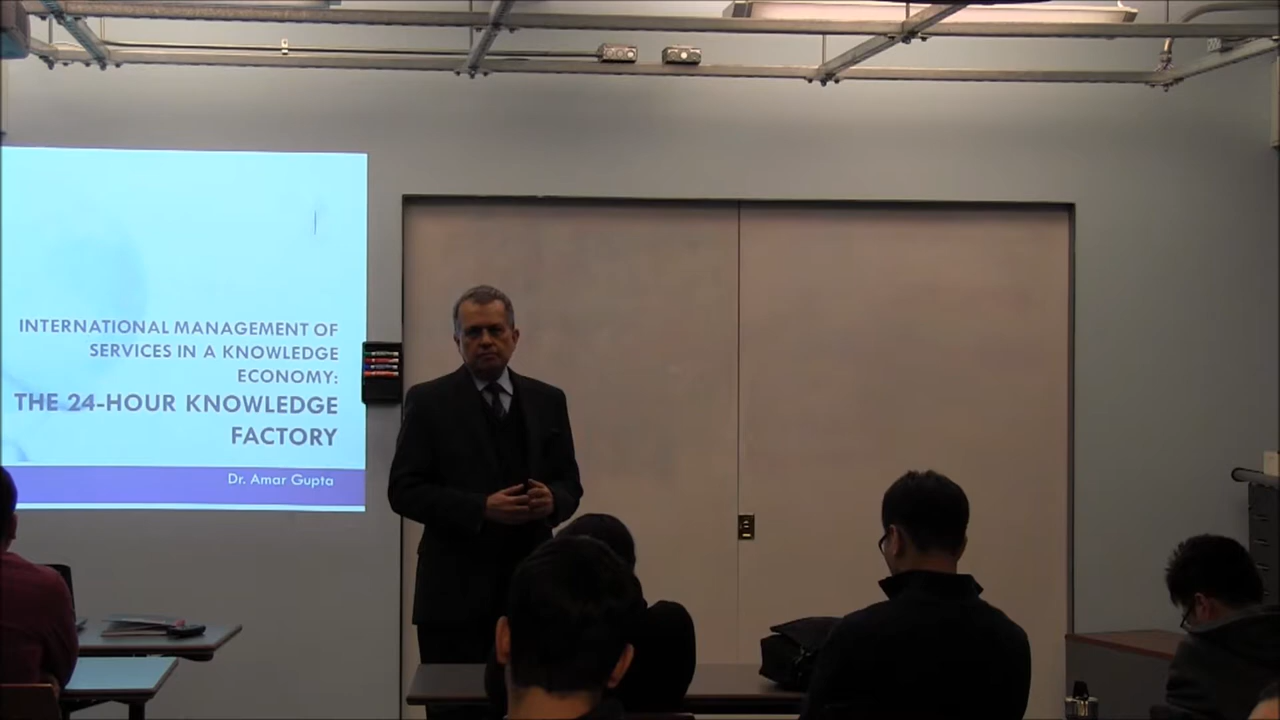 INTERNATIONAL MANAGEMENT OF
SERVICES IN A KNOWLEDGE
ECONOMY:
THE 24-HOUR KNOWLEDGE
FACTORY
Dr. Amar Gupta